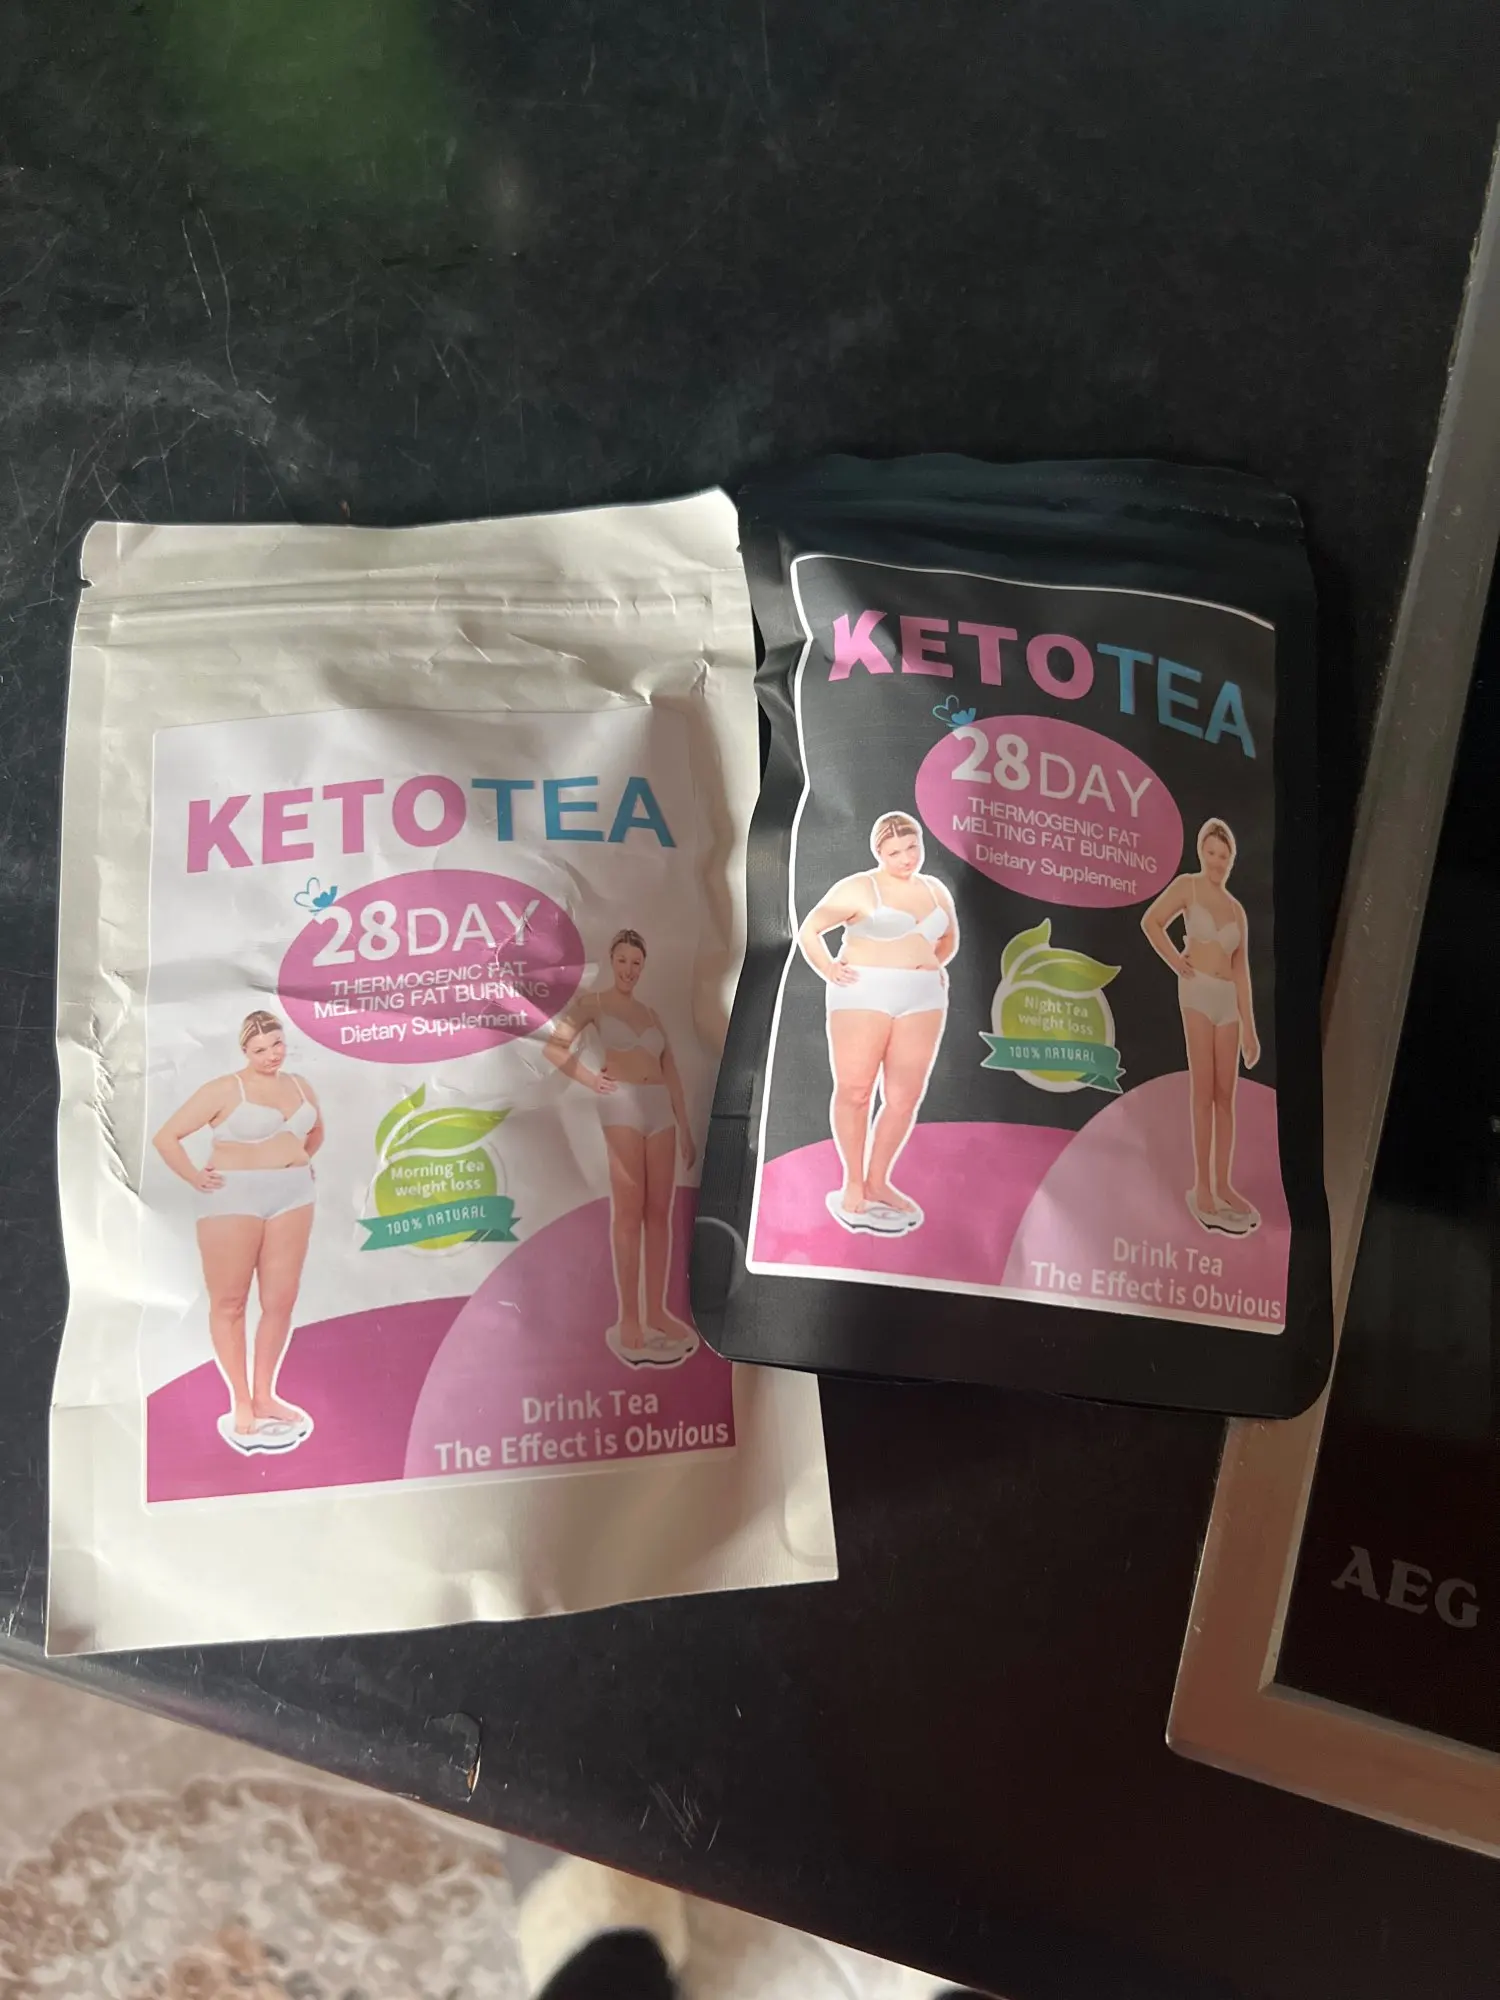 KETOTEA
28DAY
THERMOGENIC FAT
MELTING FAT BURNING
Dietary Supplement
Morning Tea
weight loss
100% NATURAL
Drink Tea
The Effect is Obvious
KETOTEA
28DAY
THERMOGENIC FAT
MELTING FAT BURNING
Dietary Supplement
Night Tea
weight loss
100% NATURAL
Drink Tea
The Effect is Obvious
AEG